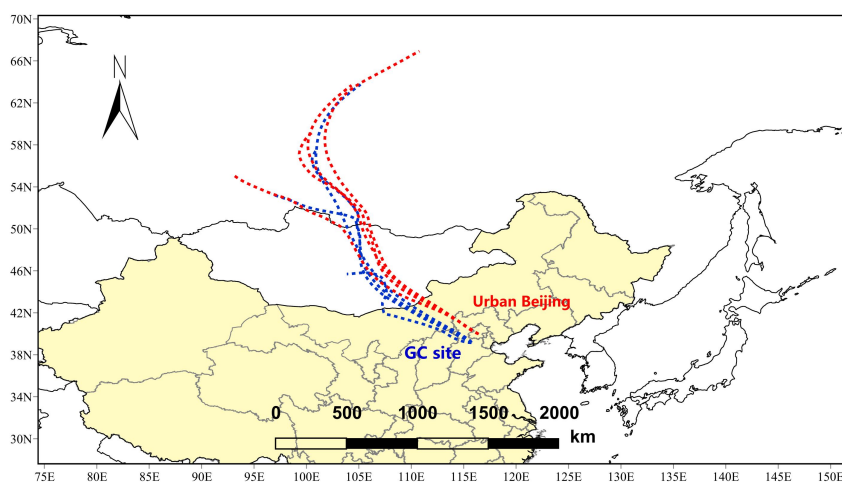 70N
66N
N
62N
58N
54N
50N
46N
Urban Beijing
42N
GC site
38N
34N
0 500 1000 1500 2000
km
30N
75E 80E 85E 90E 95E 100E 105E 110E 115E 120E 125E 130E 135E 140E 145E 150E